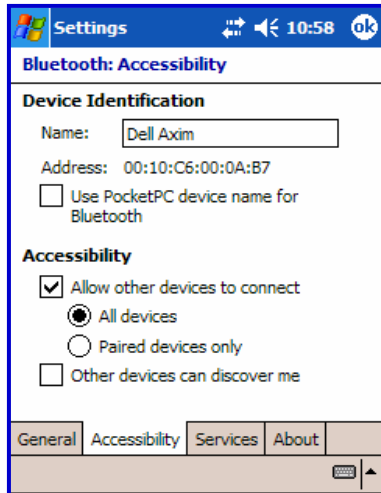 Settings 10:58 ok
Bluetooth: Accessibility
Device Identification
Name: Dell Axim
Address: 00:10:C6:00:0A:B7
Use PocketPC device name for
Bluetooth
Accessibility
Allow other devices to connect
All devices
Paired devices only
Other devices can discover me
General Accessibility Services About